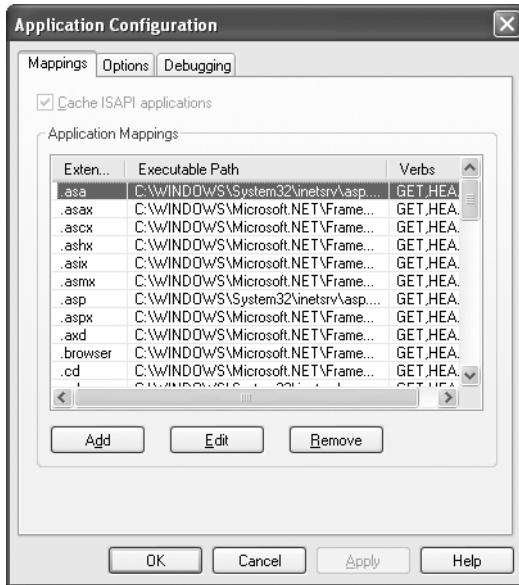 Application Configuration
Mappings Options Debugging
Cache ISAPI applications
Application Mappings
Exten... Executable Path Verbs
.asa C:\WINDOWS\System32\inetsrv\asp.... GET,HEA.
.asax C:\WINDOWS\Microsoft.NET\Frame... GET,HEA.
.ascx C:\WINDOWS\Microsoft.NET\Frame... GET,HEA.
.ashx C:\WINDOWS\Microsoft.NET\Frame... GET,HEA.
.asix C:\WINDOWS\Microsoft.NET\Frame... GET,HEA.
.asmx C:\WINDOWS\Microsoft.NET\Frame... GET,HEA.
.asp C:\WINDOWS\System32\inetsrv\asp.... GET,HEA.
.aspx C:\WINDOWS\Microsoft.NET\Frame... GET,HEA.
.axd C:\WINDOWS\Microsoft.NET\Frame... GET,HEA.
.browser C:\WINDOWS\Microsoft.NET\Frame... GET,HEA.
.cd C:\WINDOWS\Microsoft.NET\Frame... GET,HEA.
Add Edit Remove
OK Cancel Apply Help